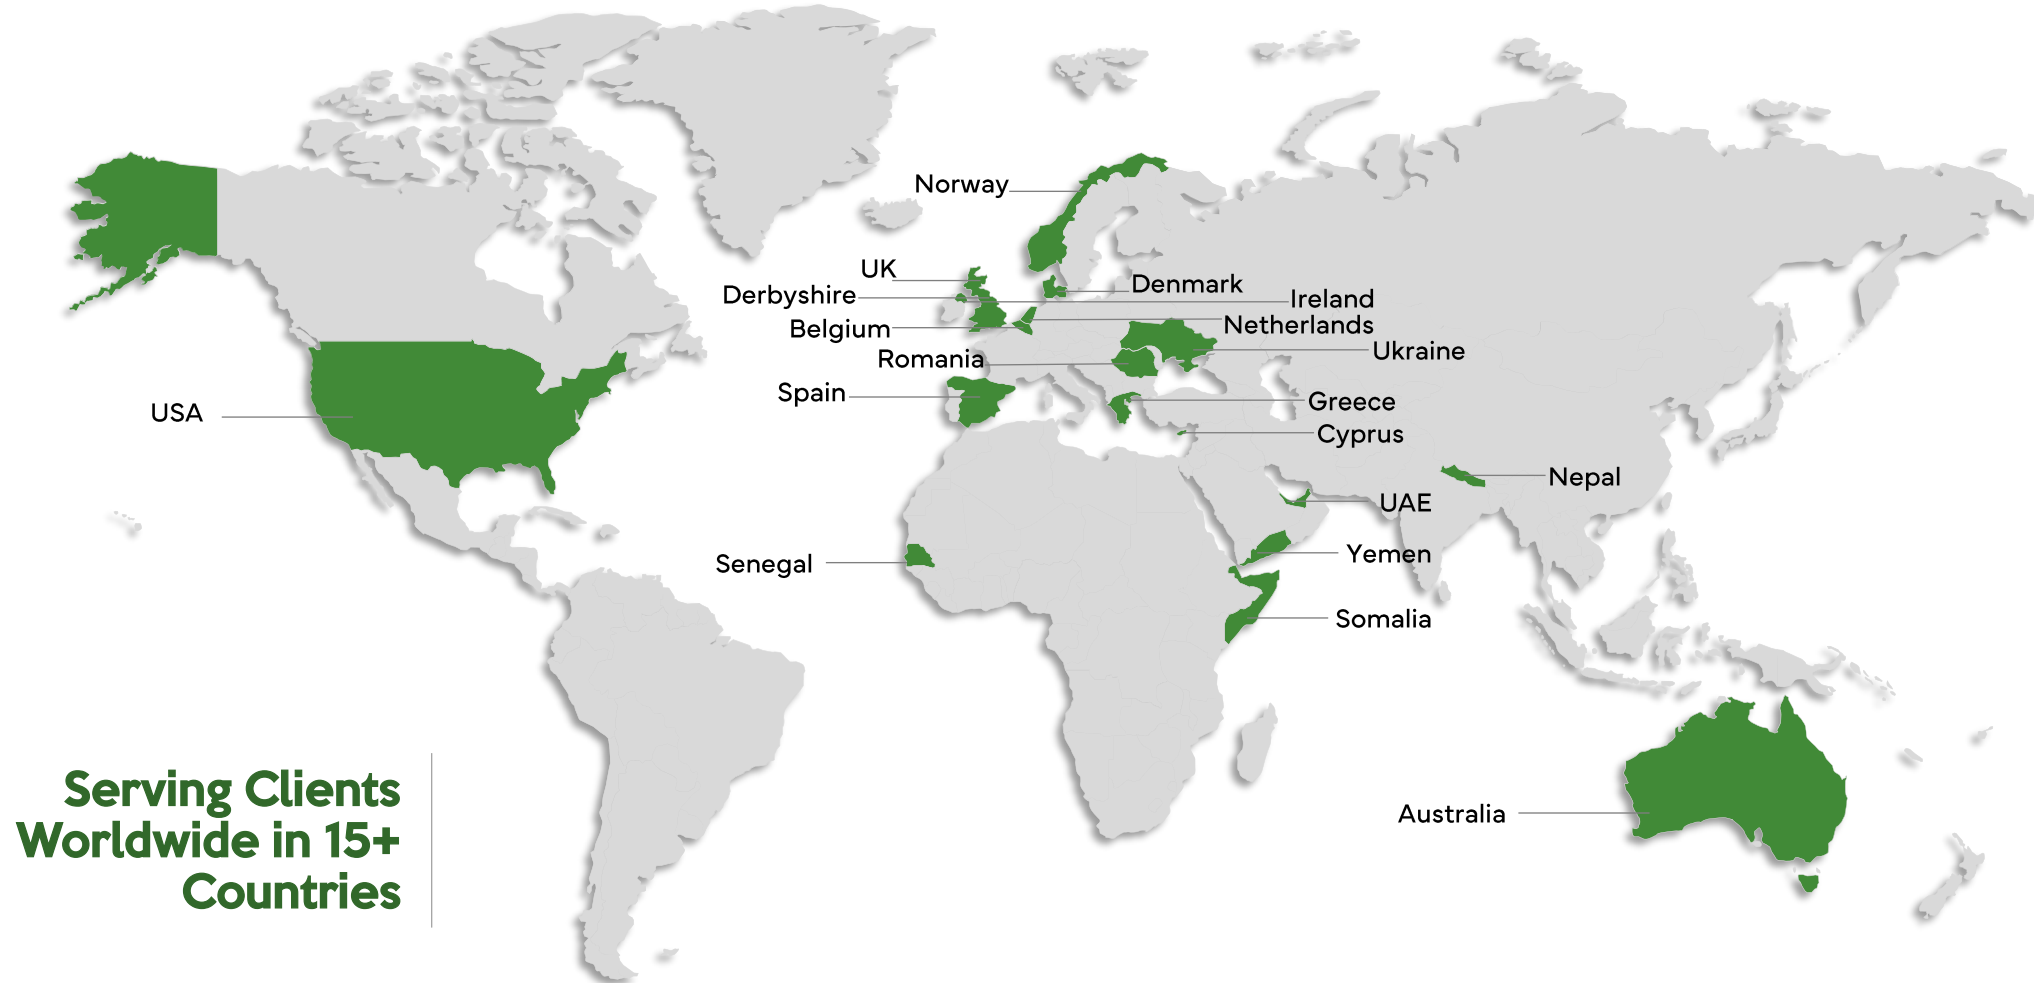 Norway
UK
Denmark
Derbyshire
Ireland
Belgium
Netherlands
Romania
Ukraine
Spain
Greece
USA
Cyprus
Nepal
UAE
Senegal
Yemen
Somalia
Australia
Serving Clients
Worldwide in 15+
Countries